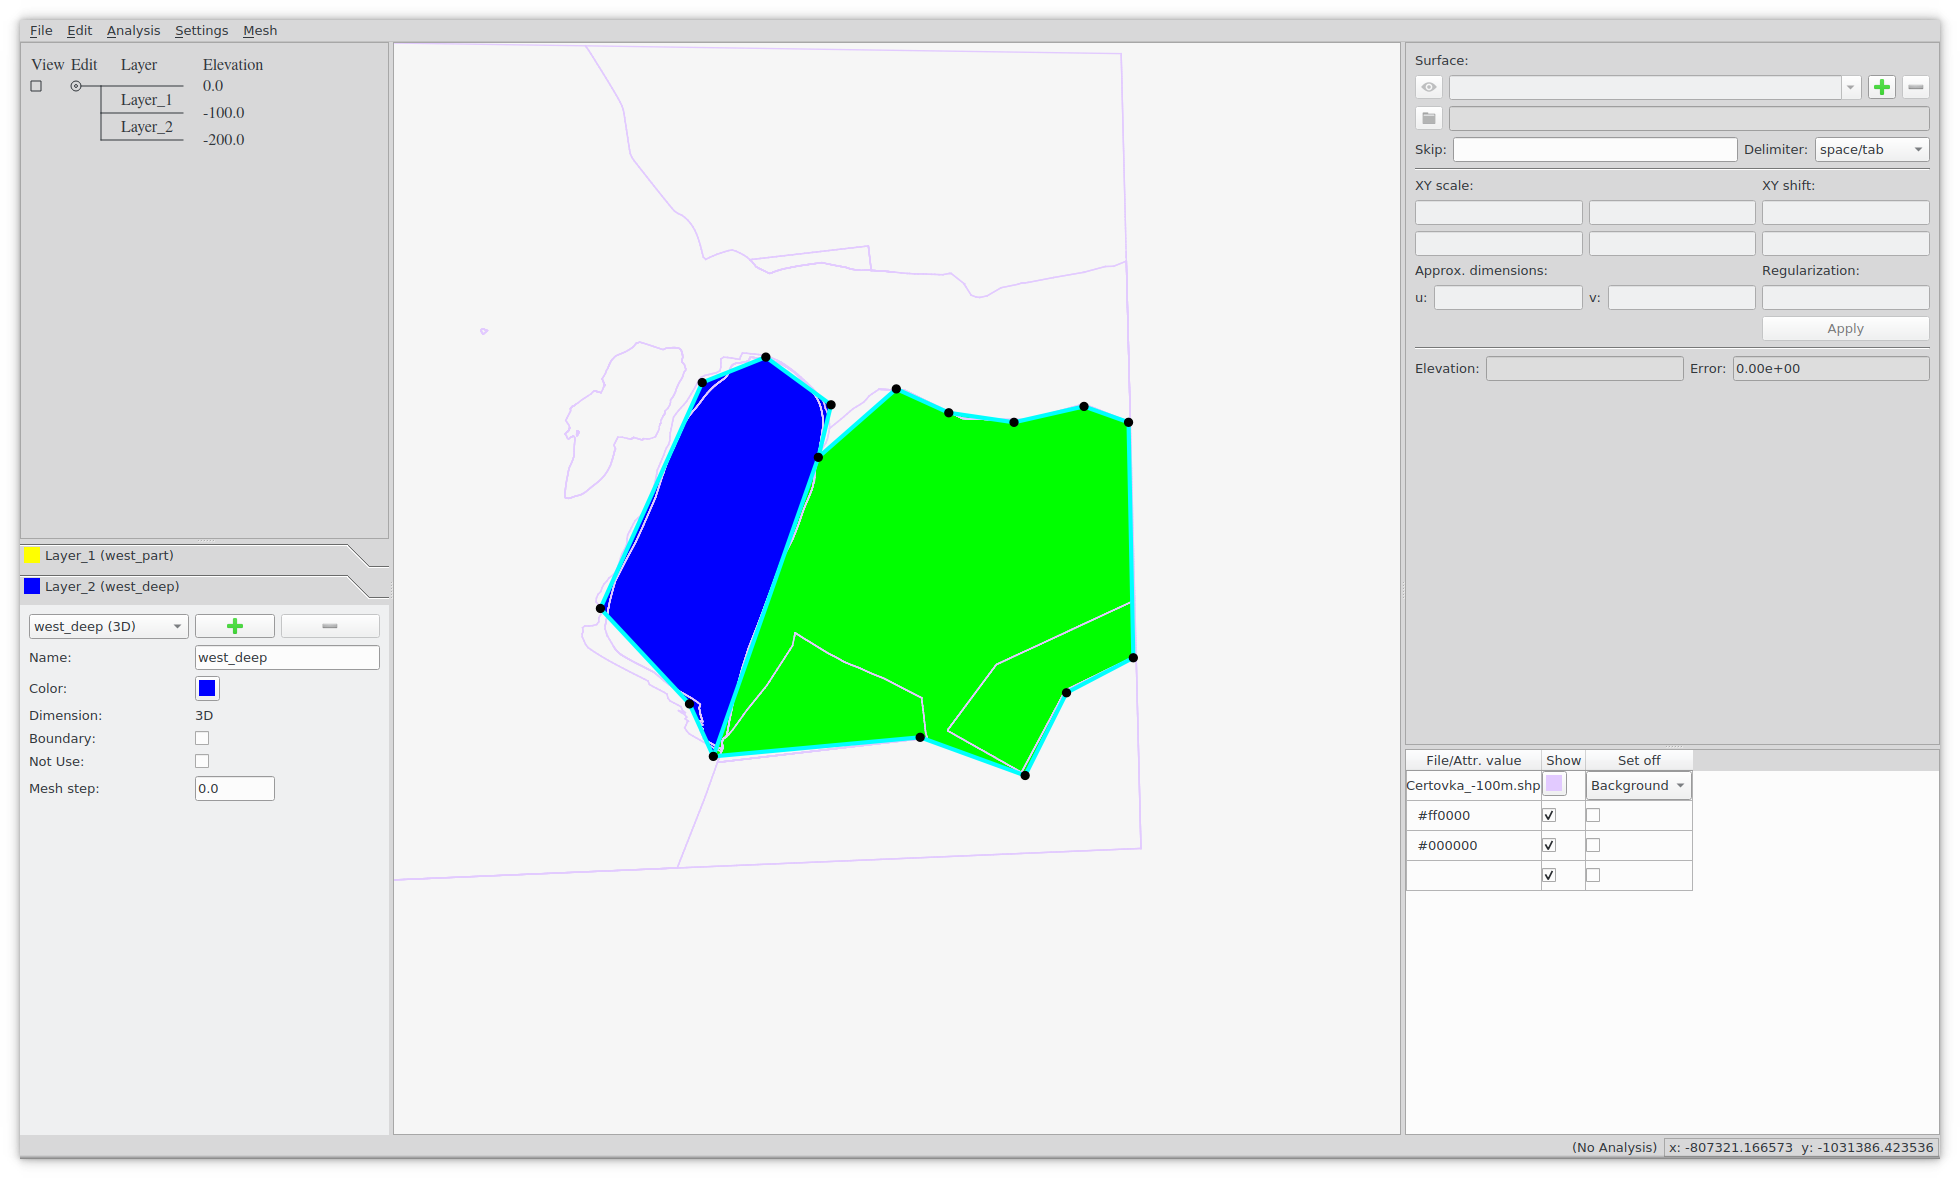 File Edit Analysis Settings Mesh
View Edit Layer Elevation
0.0
Layer_1
-100.0
Layer_2
-200.0
Layer_1 (west_part)
Layer_2 (west_deep)
west_deep (3D)
Name: west_deep
Color:
Dimension: 3D
Boundary:
Not Use:
Mesh step: 0.0
Surface:
Skip: Delimiter: space/tab
XY scale: XY shift:
Approx. dimensions: Regularization:
u: v:
Apply
Elevation: Error: 0.00e+00
File/Attr. value Show Set off
Certovka_-100m.shp Background
#ff0000
#000000
(No Analysis) x: -807321.166573 y: -1031386.423536